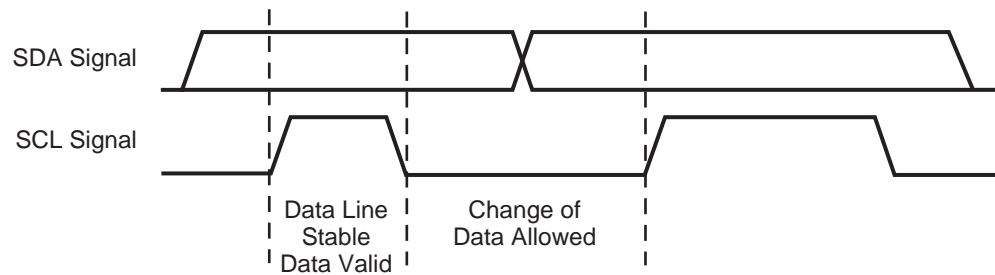 SDA Signal
SCL Signal
Data Line
Stable
Data Valid
Change of
Data Allowed